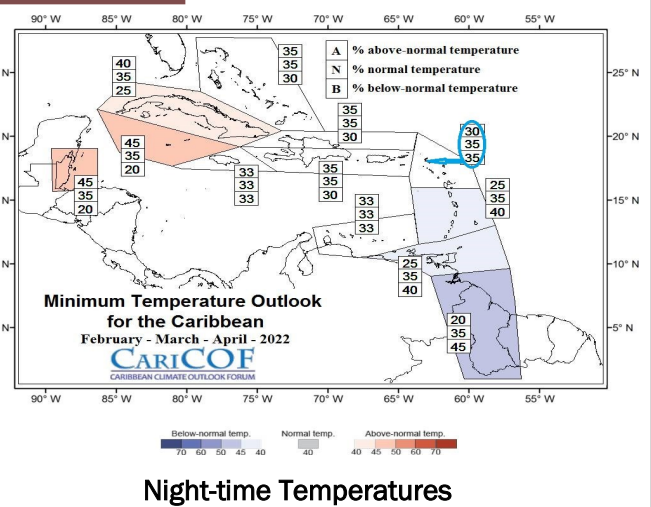 90° W 85° W 80° W 75° W 70° W 65° W 60° W 55° W
A % above-normal temperature
N % normal temperature
B % below-normal temperature
40
35
25
35
35
30
35
35
30
30
35
35
45
35
20
45
35
20
33
33
33
35
35
30
33
33
33
25
35
40
25
35
40
20
35
45
N
N
N
N
N
25° N
20° N
15° N
10° N
5° N
Minimum Temperature Outlook
for the Caribbean
February - March - April - 2022
CARICOF
CARIBBEAN CLIMATE OUTLOOK FORUM
90° W 85° W 80° W 75° W 70° W 65° W 60° W 55° W
Below-normal temp. Normal temp. Above-normal temp.
70 60 50 45 40 40 40 45 50 60 70
Night-time Temperatures